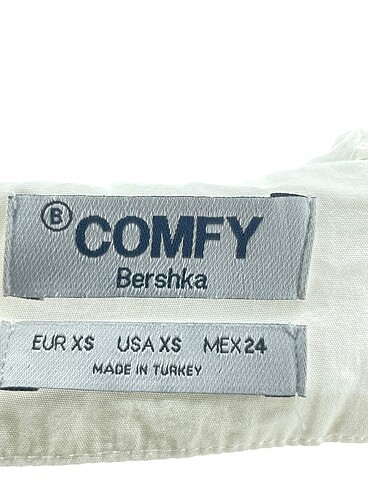 Ⓑ COMFY
Bershka
EUR XS USA XS MEX 24
MADE IN TURKEY